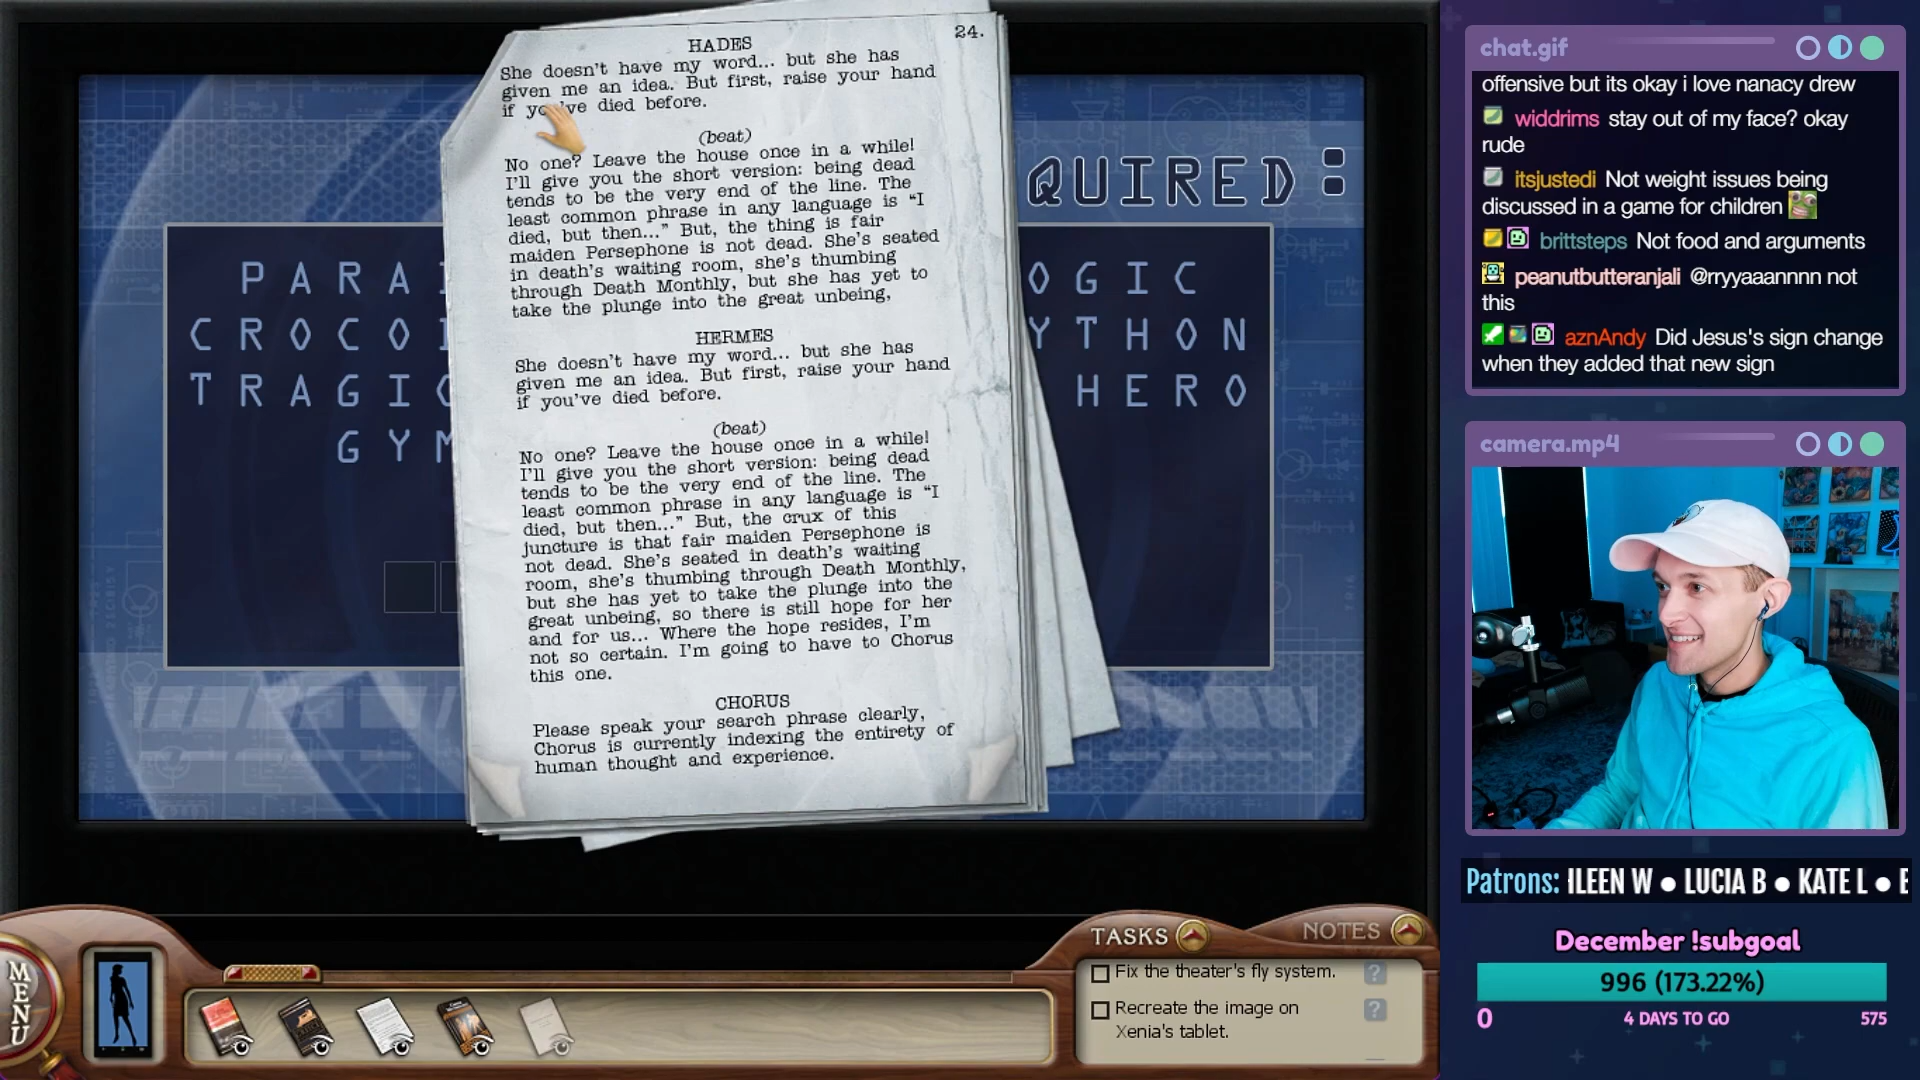 24.
HADES
She doesn't have my word... but she has
given me an idea. But first, raise your hand
if you've died before.
(beat)
No one? Leave the house once in a while!
I'll give you the short version: being dead
tends to be the very end of the line. The
least common phrase in any language is "I
died, but then..." But, the thing is fair
maiden Persephone is not dead. She's seated
in death's waiting room, she's thumbing
through Death Monthly, but she has yet to
take the plunge into the great unbeing,
HERMES
She doesn't have my word... but she has
given me an idea. But first, raise your hand
if you've died before.
(beat)
No one? Leave the house once in a while!
I'll give you the short version: being dead
tends to be the very end of the line. The
least common phrase in any language is "I
died, but then..." But, the crux of this
juncture is that fair maiden Persephone is
not dead. She's seated in death's waiting
room, she's thumbing through Death Monthly,
but she has yet to take the plunge into the
great unbeing, so there is still hope for her
and for us... Where the hope resides, I'm
not so certain. I'm going to have to Chorus
this one.
CHORUS
Please speak your search phrase clearly,
Chorus is currently indexing the entirety of
human thought and experience.
QUIRED:
PARA OGIC
CROCO YTHON
TRAGIC HERO
GYM
MENU
TASKS
Fix the theater's fly system. ?
Recreate the image on ?
Xenia's tablet.
NOTES
chat.gif
offensive but its okay i love nanacy drew
widdrims stay out of my face? okay
rude
itsjustedi Not weight issues being
discussed in a game for children
brittsteps Not food and arguments
peanutbutteranjali @rryyaaannnn not
this
aznAndy Did Jesus's sign change
when they added that new sign
camera.mp4
Patrons: ILEEN W ● LUCIA B ● KATE L ● E
December !subgoal
996 (173.22%)
0 4 DAYS TO GO 575